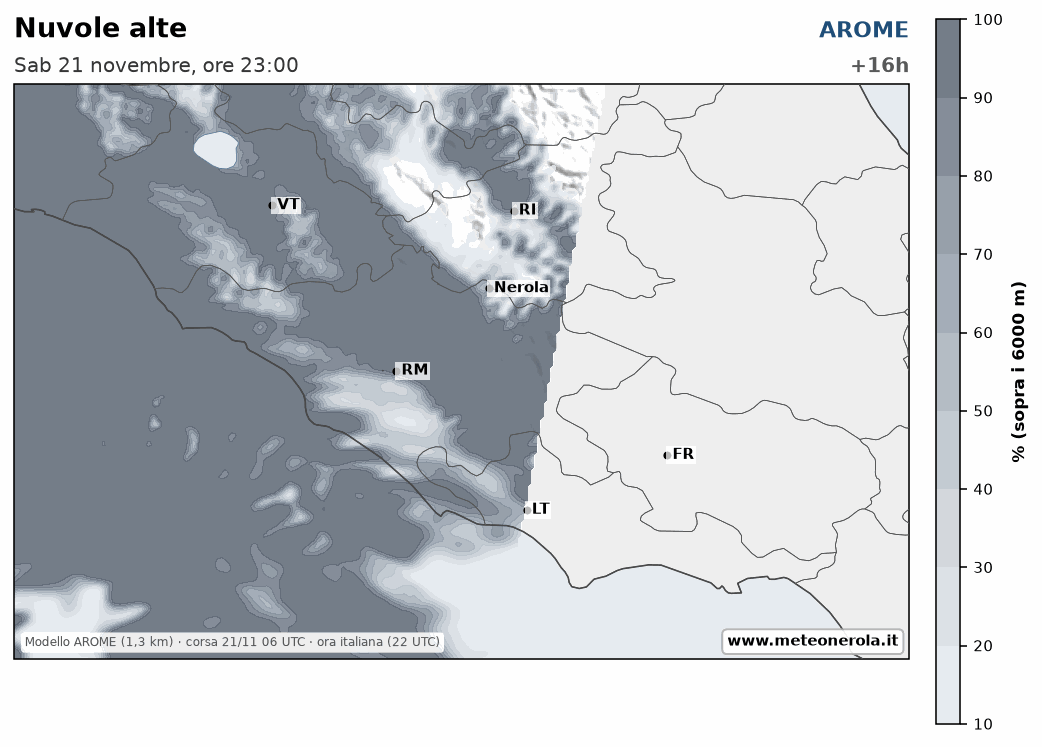 Nuvole alte
AROME
Sab 21 novembre, ore 23:00
+16h
100
90
80
70
60
50
40
30
20
10
% (sopra i 6000 m)
VT
RI
Nerola
RM
FR
LT
Modello AROME (1,3 km) · corsa 21/11 06 UTC · ora italiana (22 UTC)
www.meteonerola.it